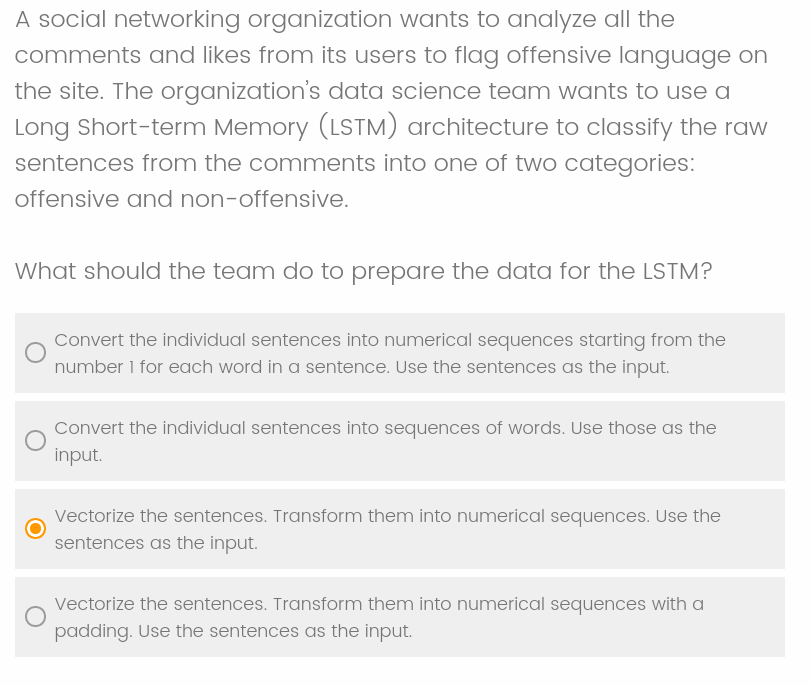 A social networking organization wants to analyze all the
comments and likes from its users to flag offensive language on
the site. The organization's data science team wants to use a
Long Short-term Memory (LSTM) architecture to classify the raw
sentences from the comments into one of two categories:
offensive and non-offensive.
What should the team do to prepare the data for the LSTM?
Convert the individual sentences into numerical sequences starting from the
number 1 for each word in a sentence. Use the sentences as the input.
Convert the individual sentences into sequences of words. Use those as the
input.
Vectorize the sentences. Transform them into numerical sequences. Use the
sentences as the input.
Vectorize the sentences. Transform them into numerical sequences with a
padding. Use the sentences as the input.